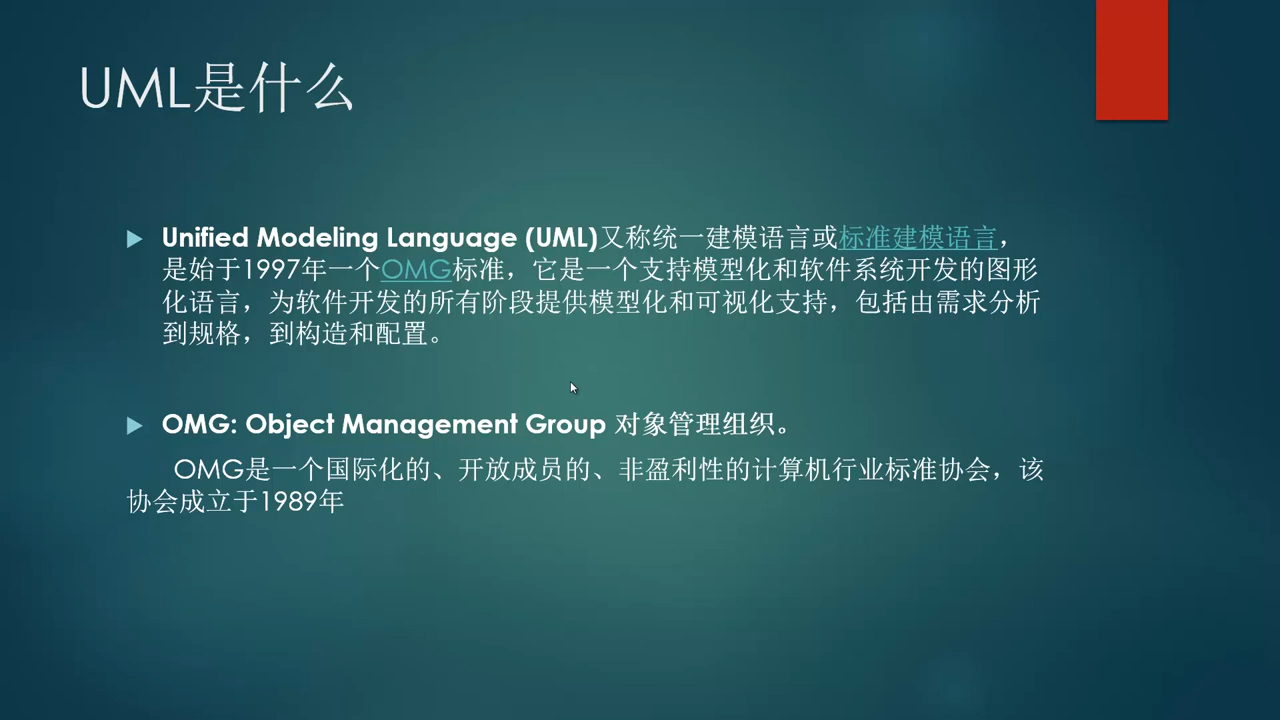 UML是什么
Unified Modeling Language (UML)又称统一建模语言或标准建模语言，
是始于1997年一个OMG标准，它是一个支持模型化和软件系统开发的图形
化语言，为软件开发的所有阶段提供模型化和可视化支持，包括由需求分析
到规格，到构造和配置。
OMG: Object Management Group 对象管理组织。
OMG是一个国际化的、开放成员的、非盈利性的计算机行业标准协会，该
协会成立于1989年